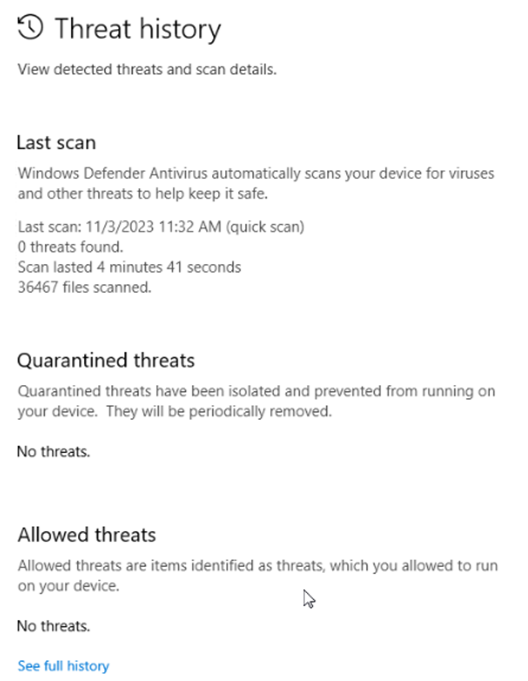 Threat history
View detected threats and scan details.
Last scan
Windows Defender Antivirus automatically scans your device for viruses
and other threats to help keep it safe.
Last scan: 11/3/2023 11:32 AM (quick scan)
0 threats found.
Scan lasted 4 minutes 41 seconds
36467 files scanned.
Quarantined threats
Quarantined threats have been isolated and prevented from running on
your device.  They will be periodically removed.
No threats.
Allowed threats
Allowed threats are items identified as threats, which you allowed to run
on your device.
No threats.
See full history